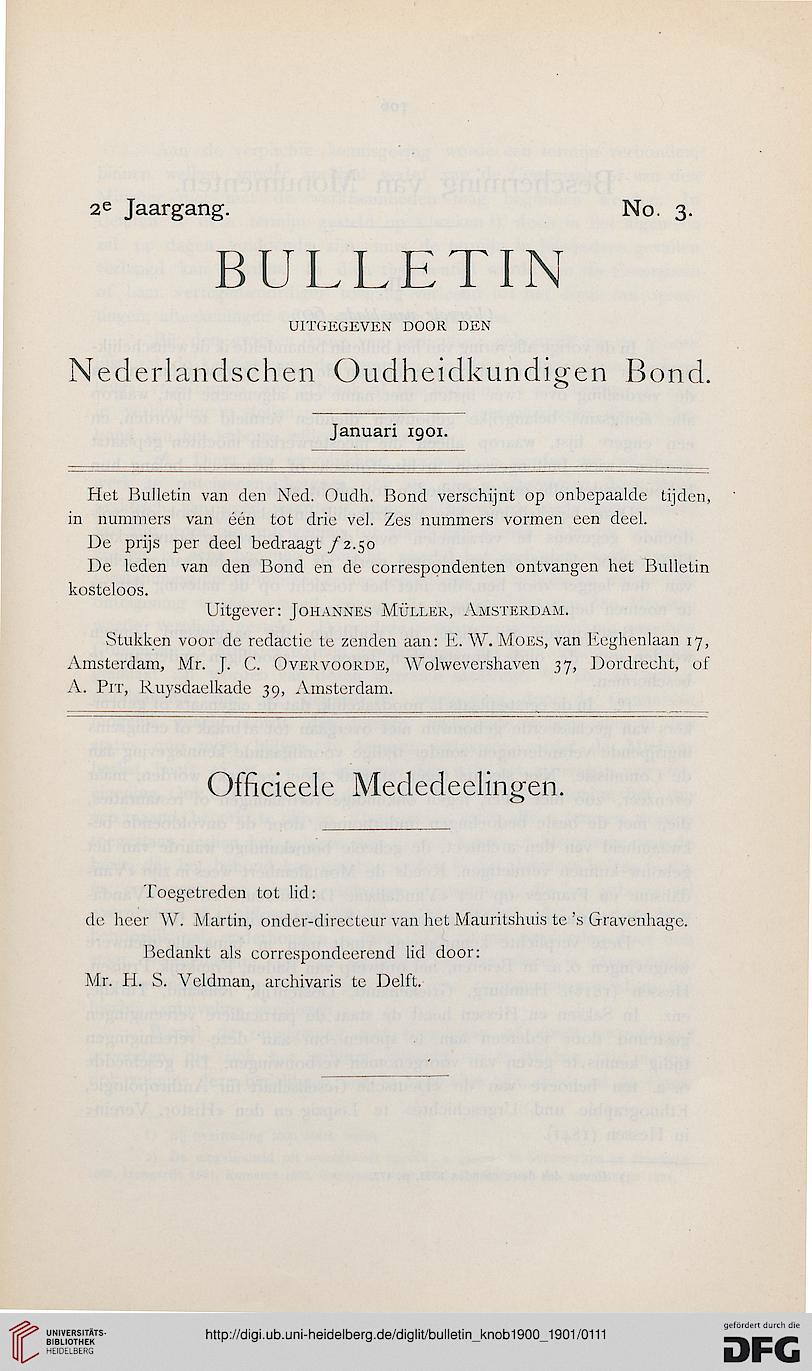 2e Jaargang. No. 3.
BULLETIN
UITGEGEVEN DOOR DEN
Nederlandschen Oudheidkundigen Bond.
Januari 1901.
Het Bulletin van den Ned. Oudh. Bond verschijnt op onbepaalde tijden,
in nummers van één tot drie vel. Zes nummers vormen een deel.
De prijs per deel bedraagt ƒ 2.50
De leden van den Bond en de correspondenten ontvangen het Bulletin
kosteloos.
Uitgever: Johannes Müller, Amsterdam.
Stukken voor de redactie te zenden aan: E. W. Moes, van Eeghenlaan 17,
Amsterdam, Mr. J. C. Overvoorde, Wolwevershaven 37, Dordrecht, of
A. Pit, Ruysdaelkade 39, Amsterdam.
Officieele Mededeelingen.
Toegetreden tot lid:
de heer W. Martin, onder-directeur van het Mauritshuis te 's Gravenhage.
Bedankt als correspondeerend lid door:
Mr. H. S. Veldman, archivaris te Delft.
UNIVERSITÄTS-
BIBLIOTHEK
HEIDELBERG
http://digi.ub.uni-heidelberg.de/diglit/bulletin_knob1900_1901/0111
gefördert durch die
DFG